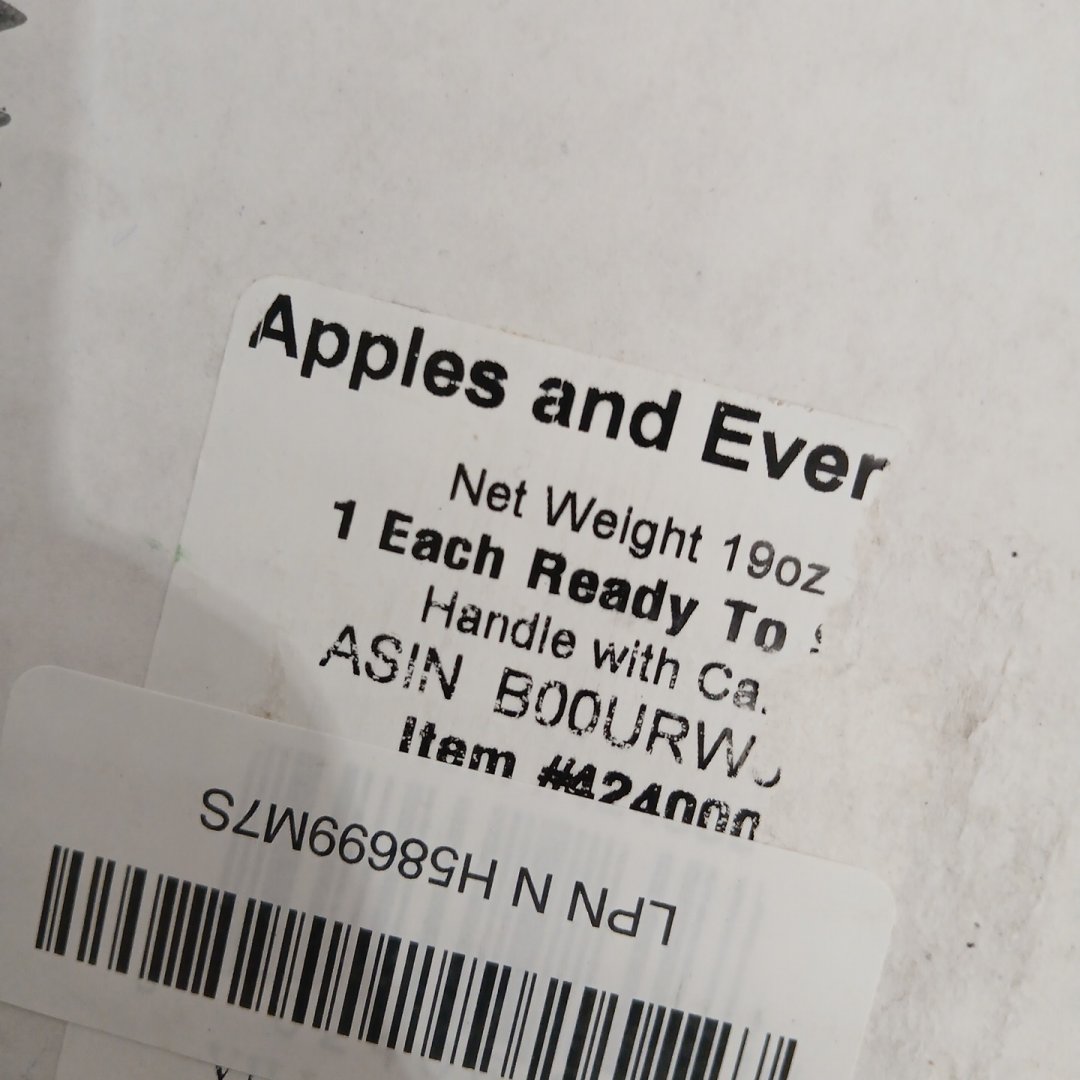 Apples and Ever
Net Weight 19oz
1 Each Ready To
Handle with Ca.
ASIN B00URW
Item #424000
LPN N H58699M7S